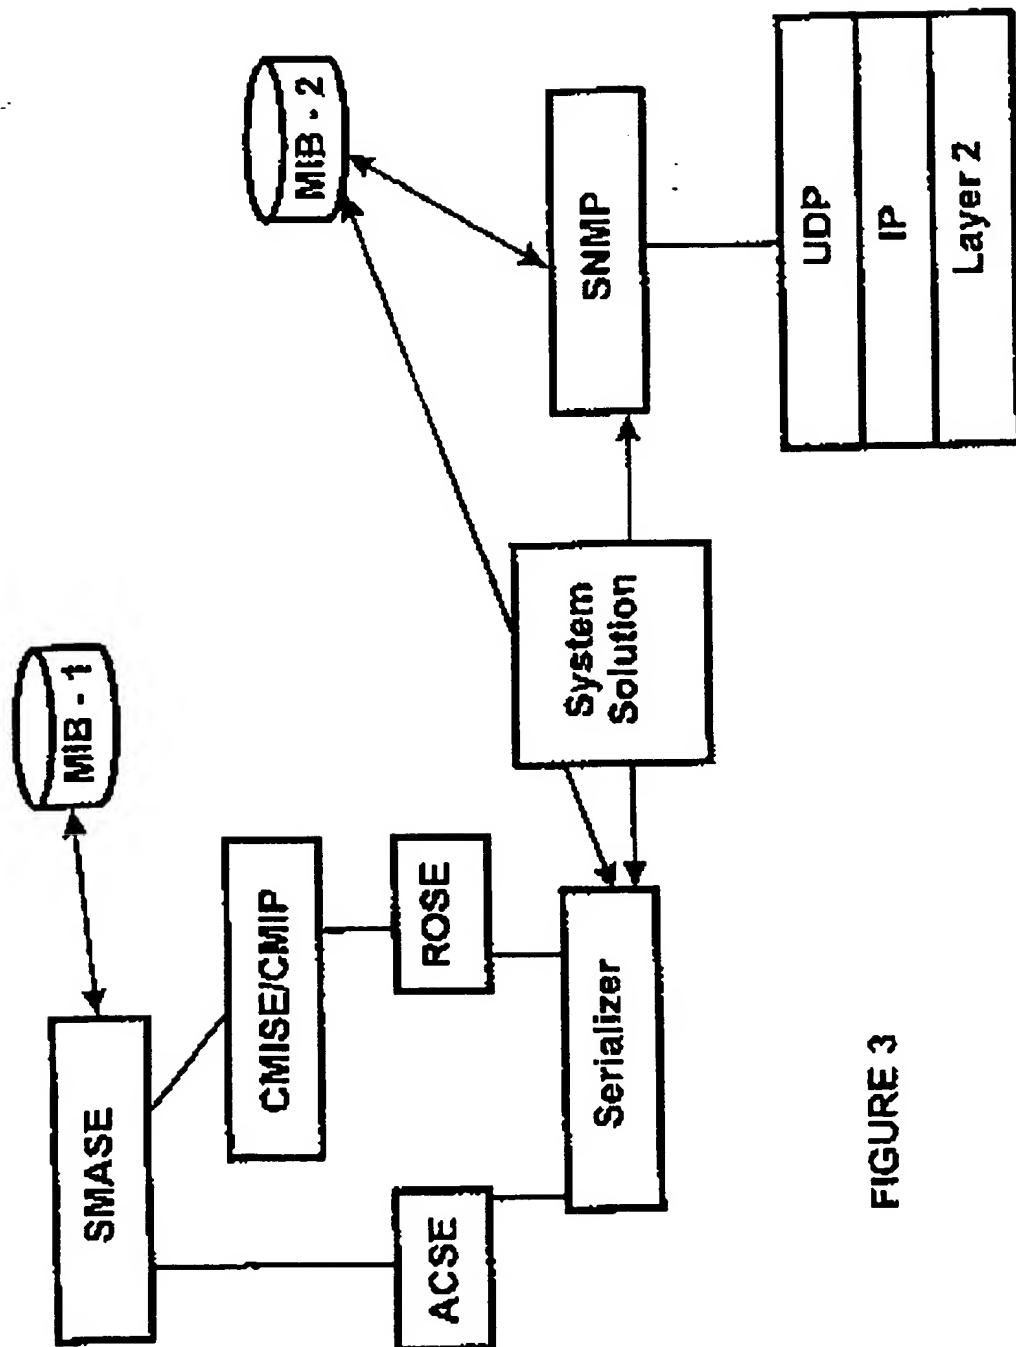 SMASE
MIB - 1
CMISE/CMIP
ACSE
ROSE
Serializer
System
Solution
MIB - 2
SNMP
UDP
IP
Layer 2
FIGURE 3